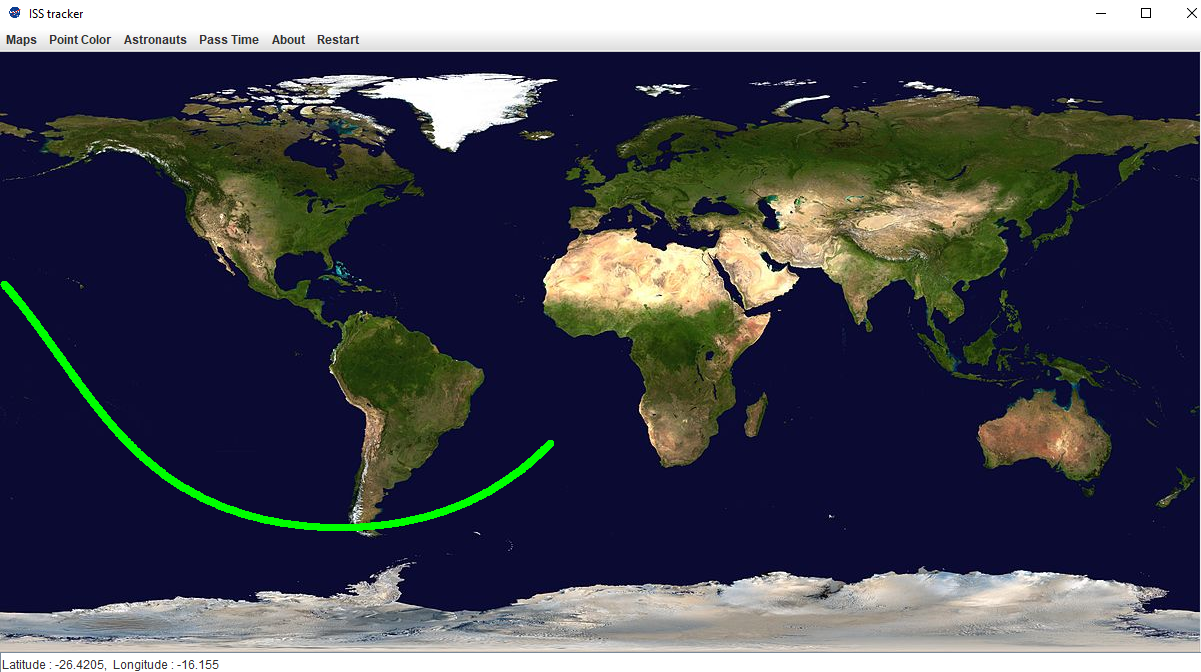 ISS tracker
Maps Point Color Astronauts Pass Time About Restart
Latitude : -26.4205, Longitude : -16.155